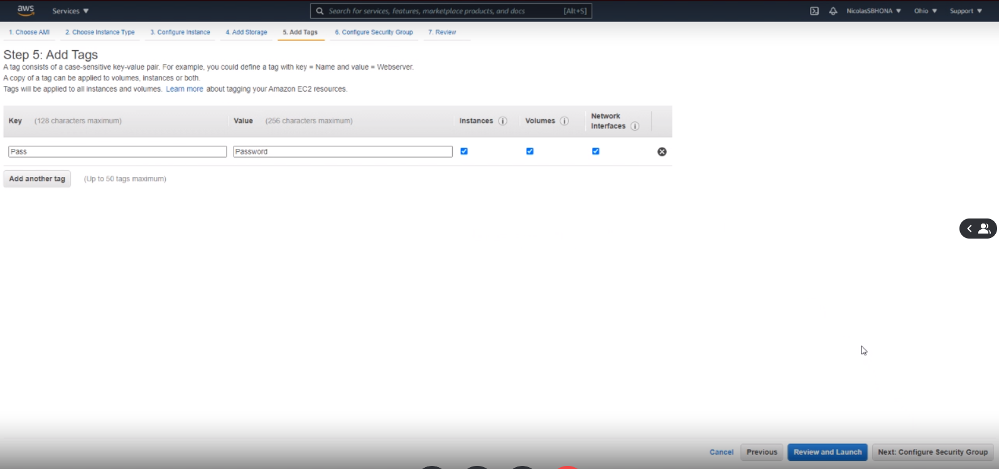 aws Services Search for services, features, marketplace products, and docs [Alt+S] NicolasSBHONA Ohio Support
1. Choose AMI 2. Choose Instance Type 3. Configure Instance 4. Add Storage 5. Add Tags 6. Configure Security Group 7. Review
Step 5: Add Tags
A tag consists of a case-sensitive key-value pair. For example, you could define a tag with key = Name and value = Webserver.
A copy of a tag can be applied to volumes, instances or both.
Tags will be applied to all instances and volumes. Learn more about tagging your Amazon EC2 resources.
Key (128 characters maximum) Value (256 characters maximum) Instances Volumes Network Interfaces
Pass Password
Add another tag (Up to 50 tags maximum)
Cancel Previous Review and Launch Next: Configure Security Group